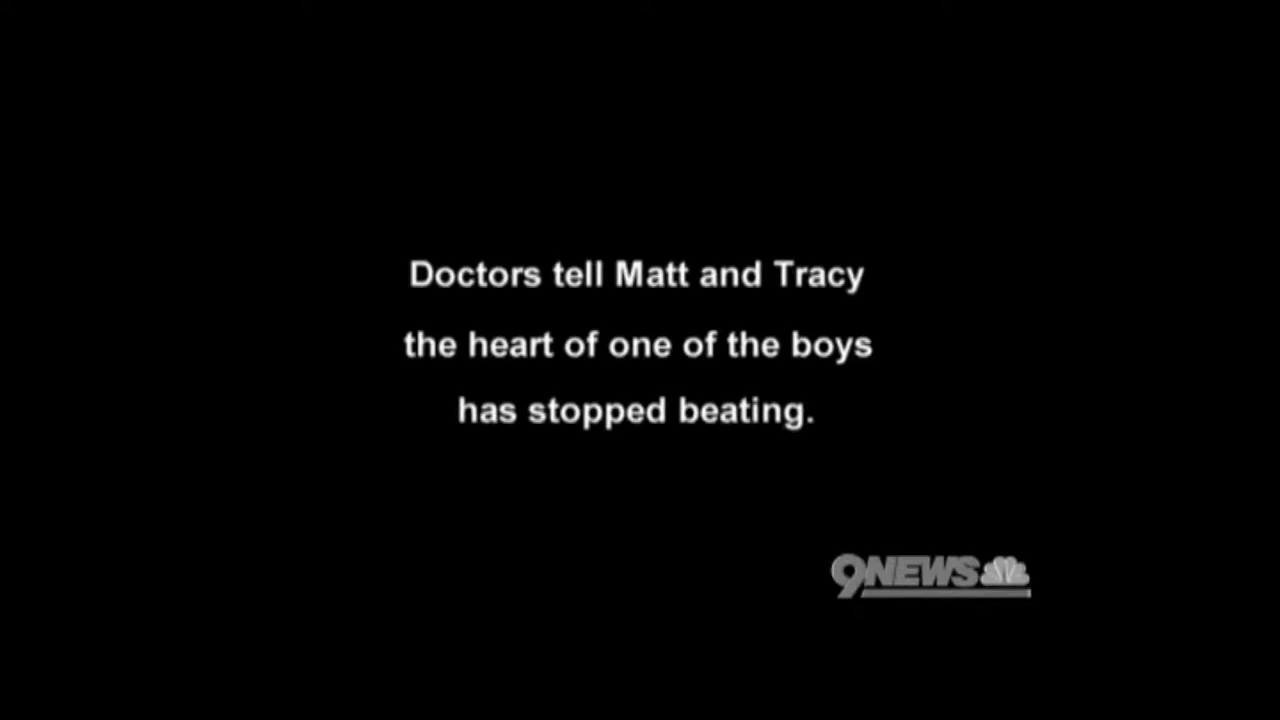 Doctors tell Matt and Tracy
the heart of one of the boys
has stopped beating.
9NEWS